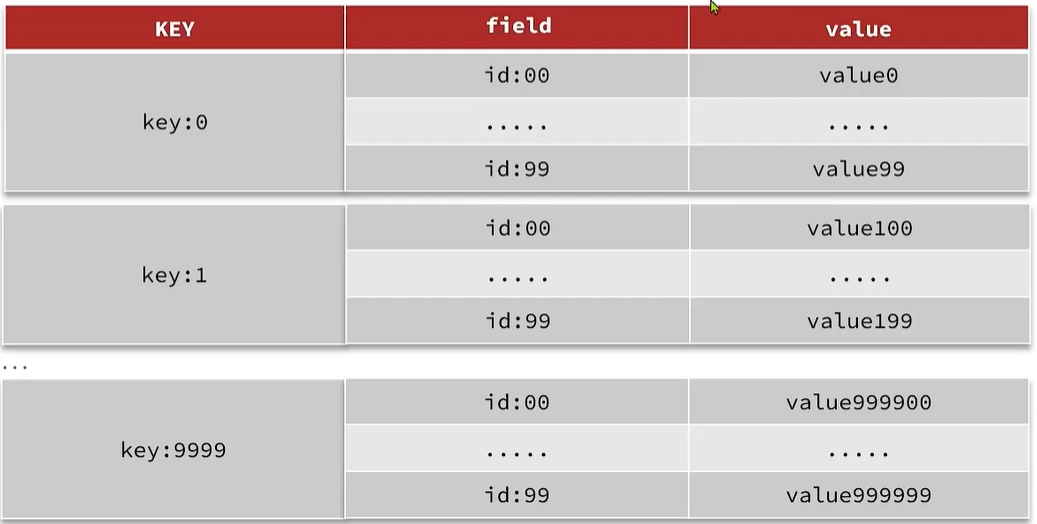 KEY field value
id:00 value0
key:0 ..... .....
id:99 value99
id:00 value100
key:1 ..... .....
id:99 value199
...
id:00 value999900
key:9999 ..... .....
id:99 value999999